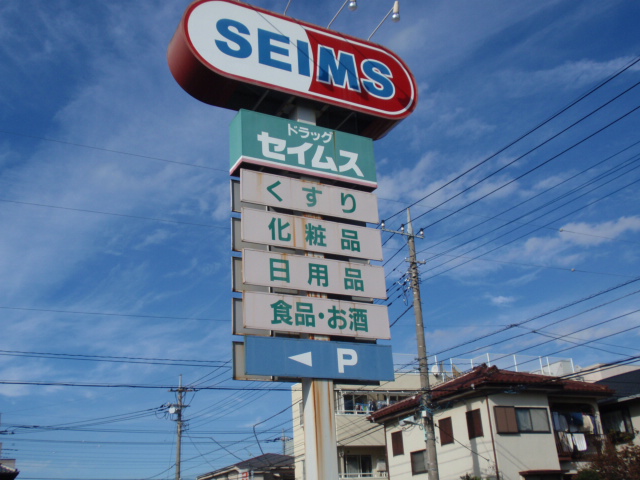 SEIMS
ドラッグ
セイムス
くすり
化粧品
日用品
食品・お酒
P